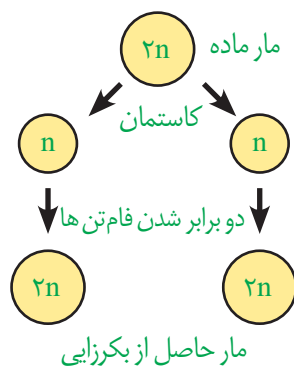 ۲n مار ماده
کاستمان
n n
دو برابر شدن فام‌تن ها
۲n ۲n
مار حاصل از بکرزایی